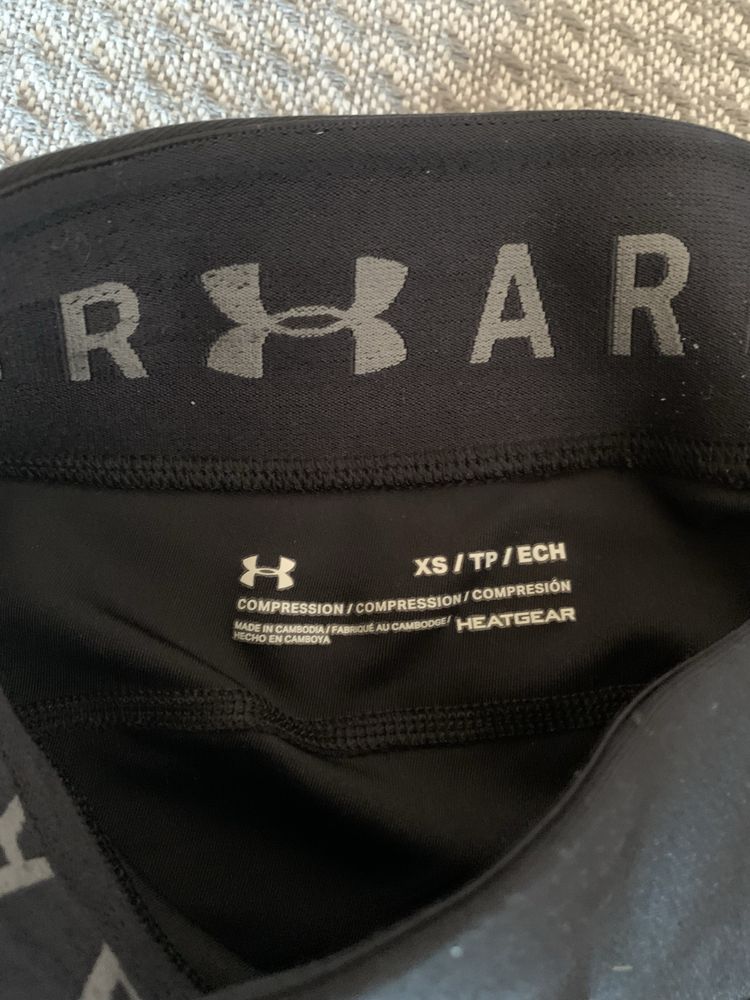 R AR
XS / TP / ECH
COMPRESSION / COMPRESSION / COMPRESIÓN
MADE IN CAMBODIA / FABRIQUÉ AU CAMBODGE / HEATGEAR
HECHO EN CAMBOYA